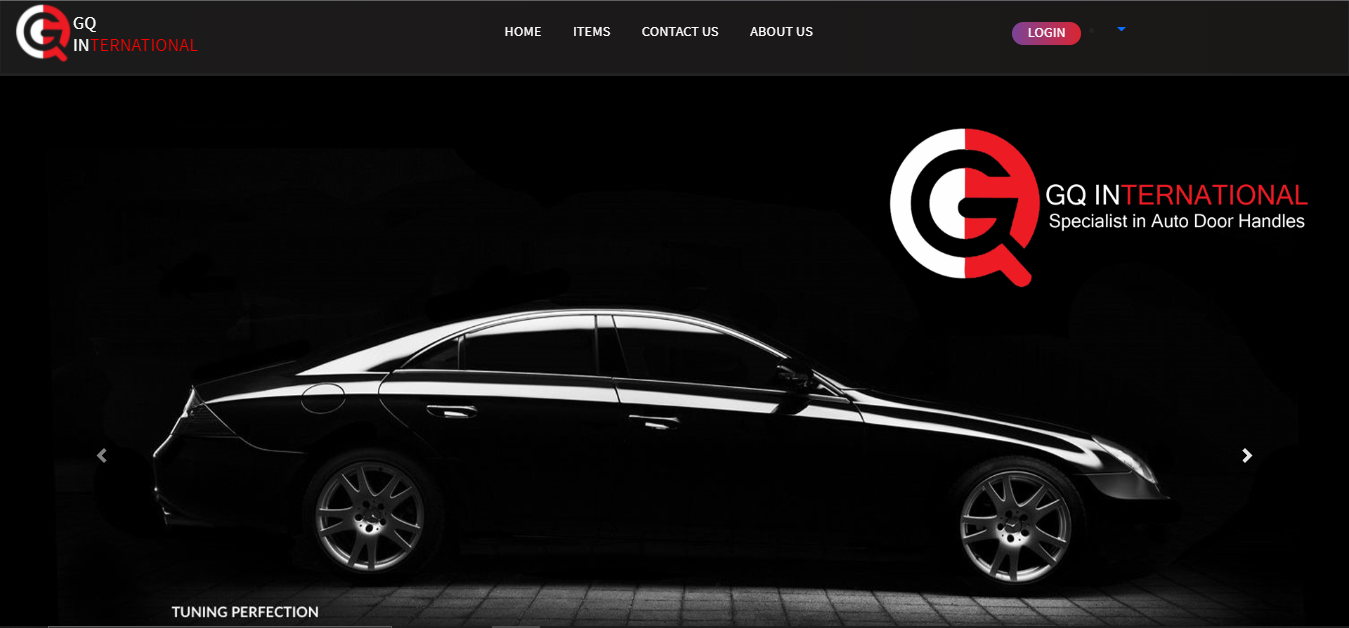 GQ
INTERNATIONAL
HOME ITEMS CONTACT US ABOUT US LOGIN
GQ INTERNATIONAL
Specialist in Auto Door Handles
TUNING PERFECTION